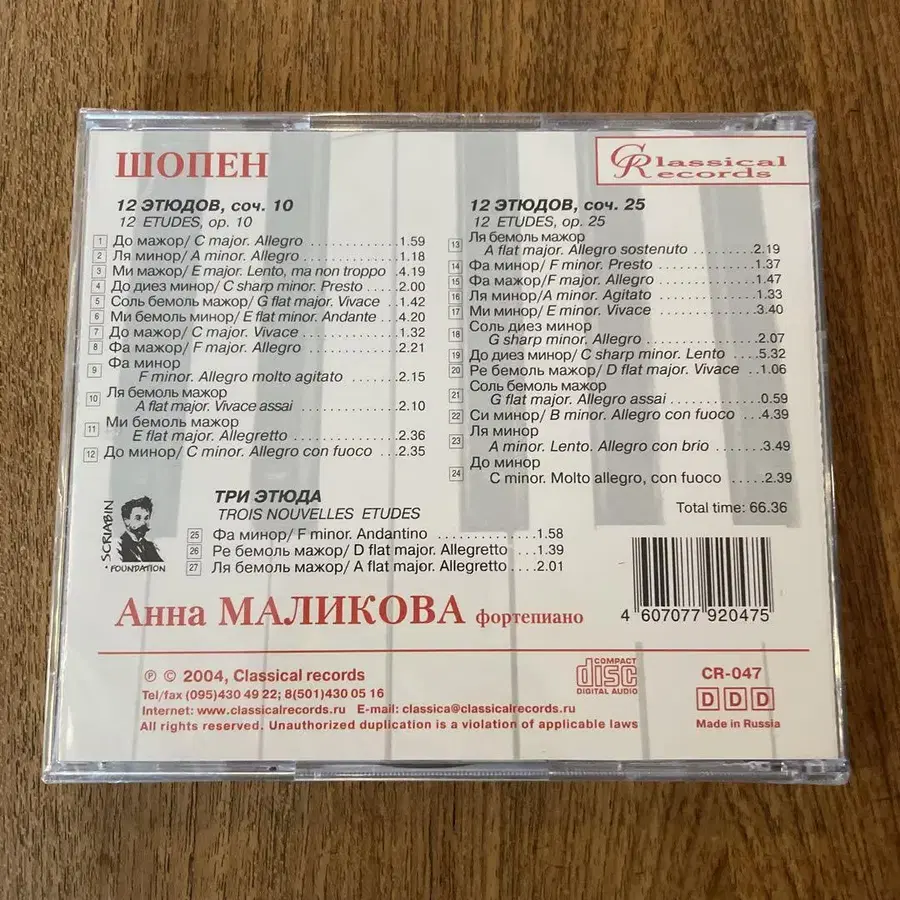 ШОПЕН
Classical
Records
12 ЭТЮДОВ, соч. 10
12 ETUDES, op. 10
1 До мажор/ C major. Allegro ...........1.59
2 Ля минор/ A minor. Allegro ...........1.18
3 Ми мажор/ E major. Lento, ma non troppo .4.19
4 До диез минор/ C sharp minor. Presto ....2.00
5 Соль бемоль мажор/ G flat major. Vivace ..1.42
6 Ми бемоль минор/ E flat minor. Andante ...4.20
7 До мажор/ C major. Vivace ............1.32
8 Фа мажор/ F major. Allegro ............2.21
9 Фа минор
F minor. Allegro molto agitato .......2.15
10 Ля бемоль мажор
A flat major. Vivace assai .............2.10
11 Ми бемоль мажор
E flat major. Allegretto ..............2.36
12 До минор/ C minor. Allegro con fuoco ....2.35
12 ЭТЮДОВ, соч. 25
12 ETUDES, op. 25
13 Ля бемоль мажор
A flat major. Allegro sostenuto ........2.19
14 Фа минор/ F minor. Presto .............1.37
15 Фа мажор/ F major. Allegro ............1.47
16 Ля минор/ A minor. Agitato ............1.33
17 Ми минор/ E minor. Vivace .............3.40
18 Соль диез минор
G sharp minor. Allegro ..............2.07
19 До диез минор/ C sharp minor. Lento ....5.32
20 Ре бемоль мажор/ D flat major. Vivace ..1.06
21 Соль бемоль мажор
G flat major. Allegro assai ............0.59
22 Си минор/ B minor. Allegro con fuoco ....4.39
23 Ля минор
A minor. Lento. Allegro con brio .......3.49
24 До минор
C minor. Molto allegro, con fuoco .....2.39
ТРИ ЭТЮДА
TROIS NOUVELLES ETUDES
25 Фа минор/ F minor. Andantino ............1.58
26 Ре бемоль мажор/ D flat major. Allegretto ...1.39
27 Ля бемоль мажор/ A flat major. Allegretto ....2.01
Total time: 66.36
SCRIABIN
FOUNDATION
Анна МАЛИКОВА фортепиано
4 607077 920475
℗ © 2004, Classical records
Tel/fax (095)430 49 22; 8(501)430 05 16
Internet: www.classicalrecords.ru E-mail: classica@classicalrecords.ru
All rights reserved. Unauthorized duplication is a violation of applicable laws
COMPACT
disc
DIGITAL AUDIO
CR-047
D D D
Made in Russia